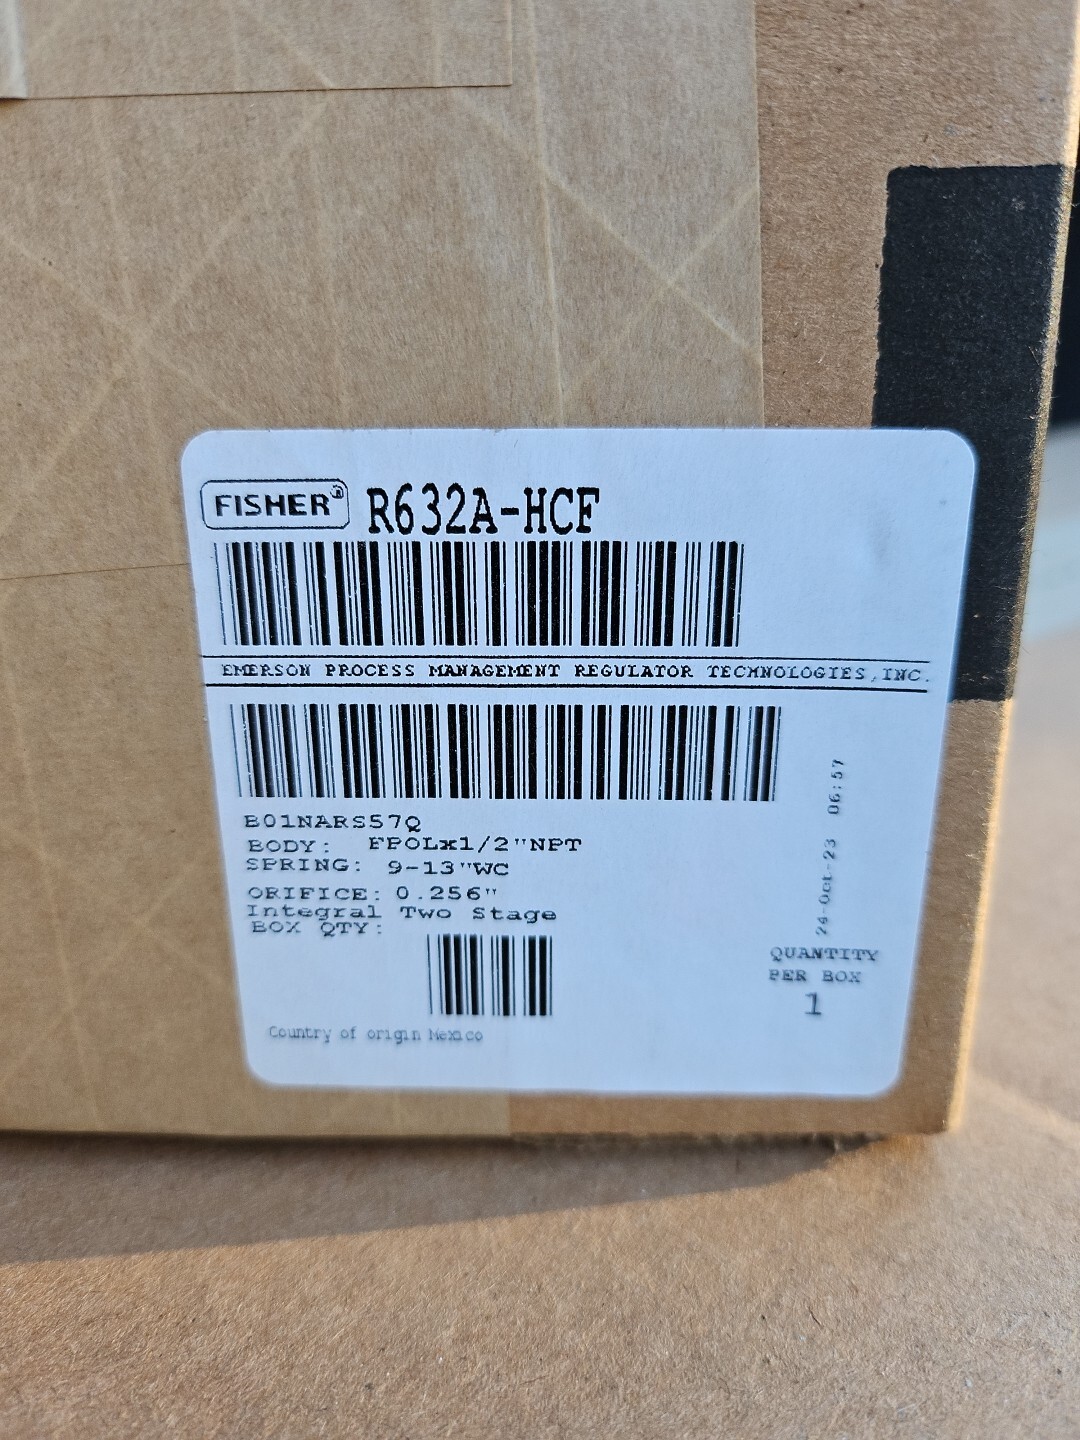 FISHER® R632A-HCF
EMERSON PROCESS MANAGEMENT REGULATOR TECHNOLOGIES, INC.
B01NARS57Q
BODY: FPOLx1/2"NPT
SPRING: 9-13"WC
ORIFICE: 0.256"
Integral Two Stage
BOX QTY:
Country of origin Mexico
24-Oct-23 06:57
QUANTITY
PER BOX
1